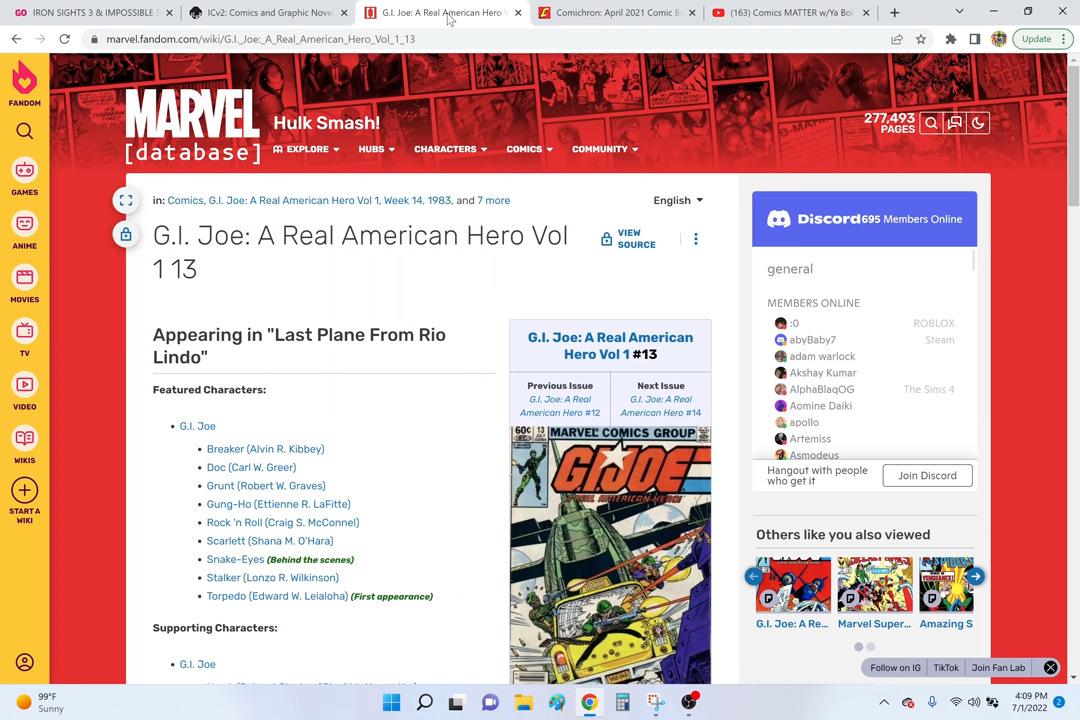 IRON SIGHTS 3 & IMPOSSIBLE
ICv2: Comics and Graphic Nove
G.I. Joe: A Real American Hero V
Comichron: April 2021 Comic B
(163) Comics MATTER w/Ya Boi
marvel.fandom.com/wiki/G.I._Joe:_A_Real_American_Hero_Vol_1_13
Update
FANDOM
GAMES
ANIME
MOVIES
TV
VIDEO
WIKIS
START A
WIKI
MARVEL
[database]
Hulk Smash!
EXPLORE
HUBS
CHARACTERS
COMICS
COMMUNITY
277,493
PAGES
in: Comics, G.I. Joe: A Real American Hero Vol 1, Week 14, 1983, and 7 more
English
G.I. Joe: A Real American Hero Vol
1 13
VIEW
SOURCE
Appearing in "Last Plane From Rio
Lindo"
Featured Characters:
G.I. Joe
Breaker (Alvin R. Kibbey)
Doc (Carl W. Greer)
Grunt (Robert W. Graves)
Gung-Ho (Ettienne R. LaFitte)
Rock 'n Roll (Craig S. McConnel)
Scarlett (Shana M. O'Hara)
Snake-Eyes (Behind the scenes)
Stalker (Lonzo R. Wilkinson)
Torpedo (Edward W. Leialoha) (First appearance)
Supporting Characters:
G.I. Joe
G.I. Joe: A Real American
Hero Vol 1 #13
Previous Issue
G.I. Joe: A Real
American Hero #12
Next Issue
G.I. Joe: A Real
American Hero #14
60¢
13
MARVEL COMICS GROUP
G.I. JOE
A REAL AMERICAN HERO!
Discord 695 Members Online
general
MEMBERS ONLINE
:0 ROBLOX
abyBaby7 Steam
adam warlock
Akshay Kumar
AlphaBlaqOG The Sims 4
Aomine Daiki
apollo
Artemiss
Asmodeus
Hangout with people
who get it
Join Discord
Others like you also viewed
G.I. Joe: A Re...
Marvel Super...
Amazing S
Follow on IG
TikTok
Join Fan Lab
99°F
Sunny
4:09 PM
7/1/2022
2